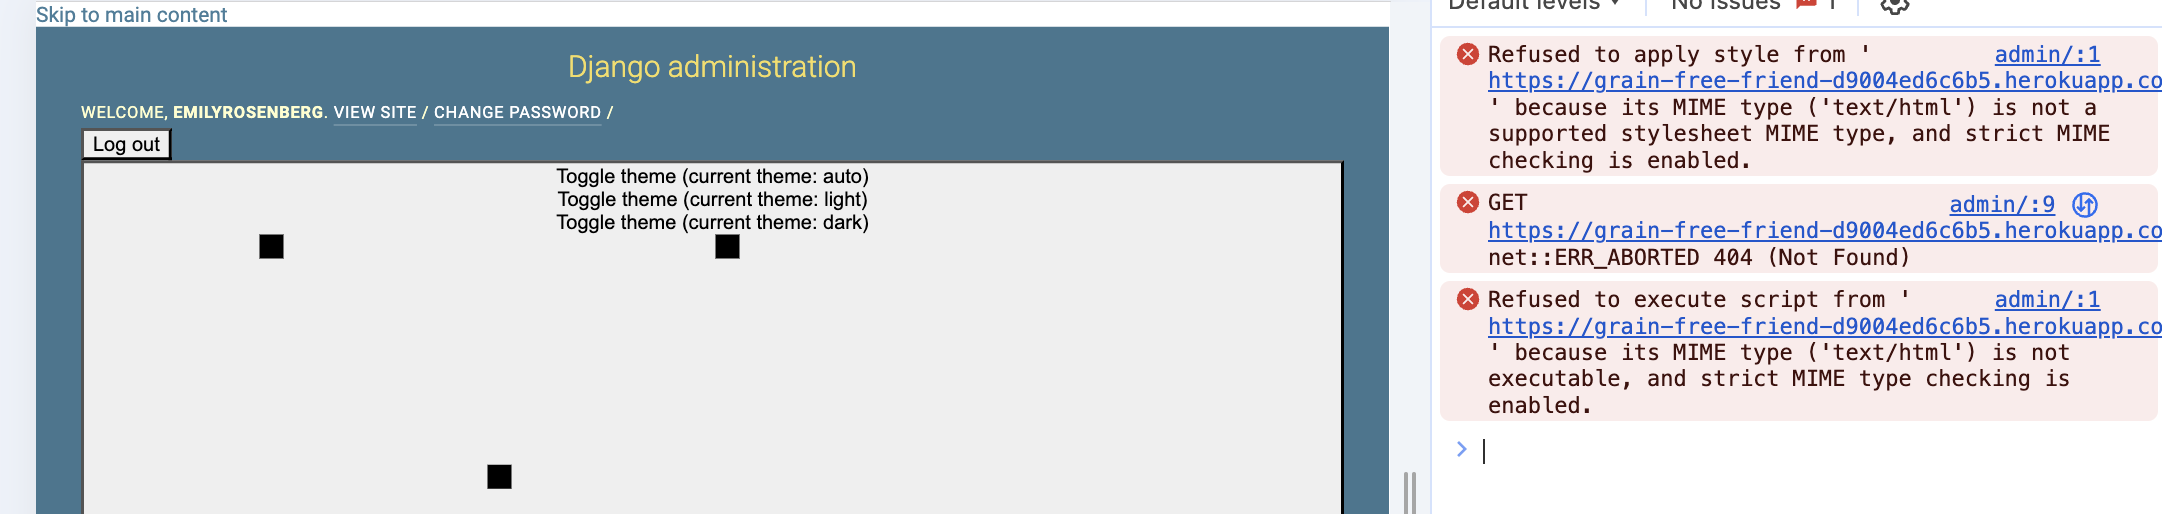 Skip to main content
Django administration
WELCOME, EMILYROSENBERG. VIEW SITE / CHANGE PASSWORD /
Log out
Toggle theme (current theme: auto)
Toggle theme (current theme: light)
Toggle theme (current theme: dark)
Default levels ▼ No Issues 1
Refused to apply style from ' admin/:1
https://grain-free-friend-d9004ed6c6b5.herokuapp.co
' because its MIME type ('text/html') is not a
supported stylesheet MIME type, and strict MIME
checking is enabled.
GET admin/:9
https://grain-free-friend-d9004ed6c6b5.herokuapp.co
net::ERR_ABORTED 404 (Not Found)
Refused to execute script from ' admin/:1
https://grain-free-friend-d9004ed6c6b5.herokuapp.co
' because its MIME type ('text/html') is not
executable, and strict MIME type checking is
enabled.